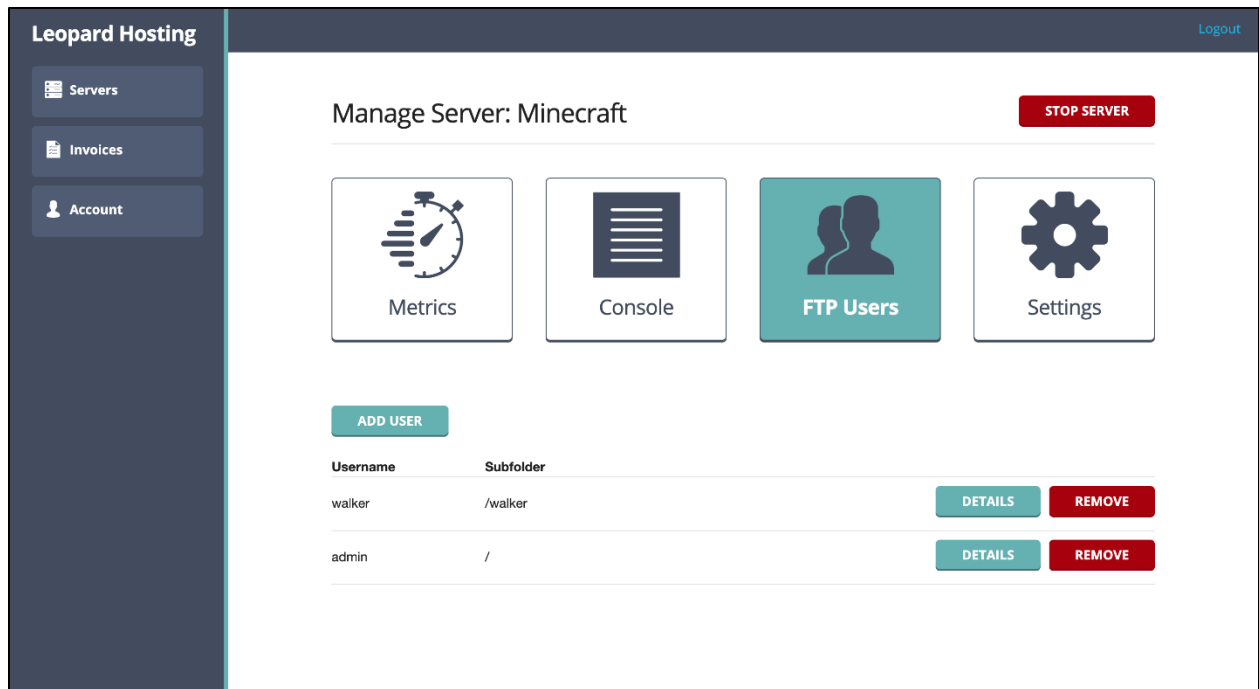 Leopard Hosting
Logout
Servers
Invoices
Account
Manage Server: Minecraft
STOP SERVER
Metrics
Console
FTP Users
Settings
ADD USER
Username Subfolder
walker /walker DETAILS REMOVE
admin / DETAILS REMOVE